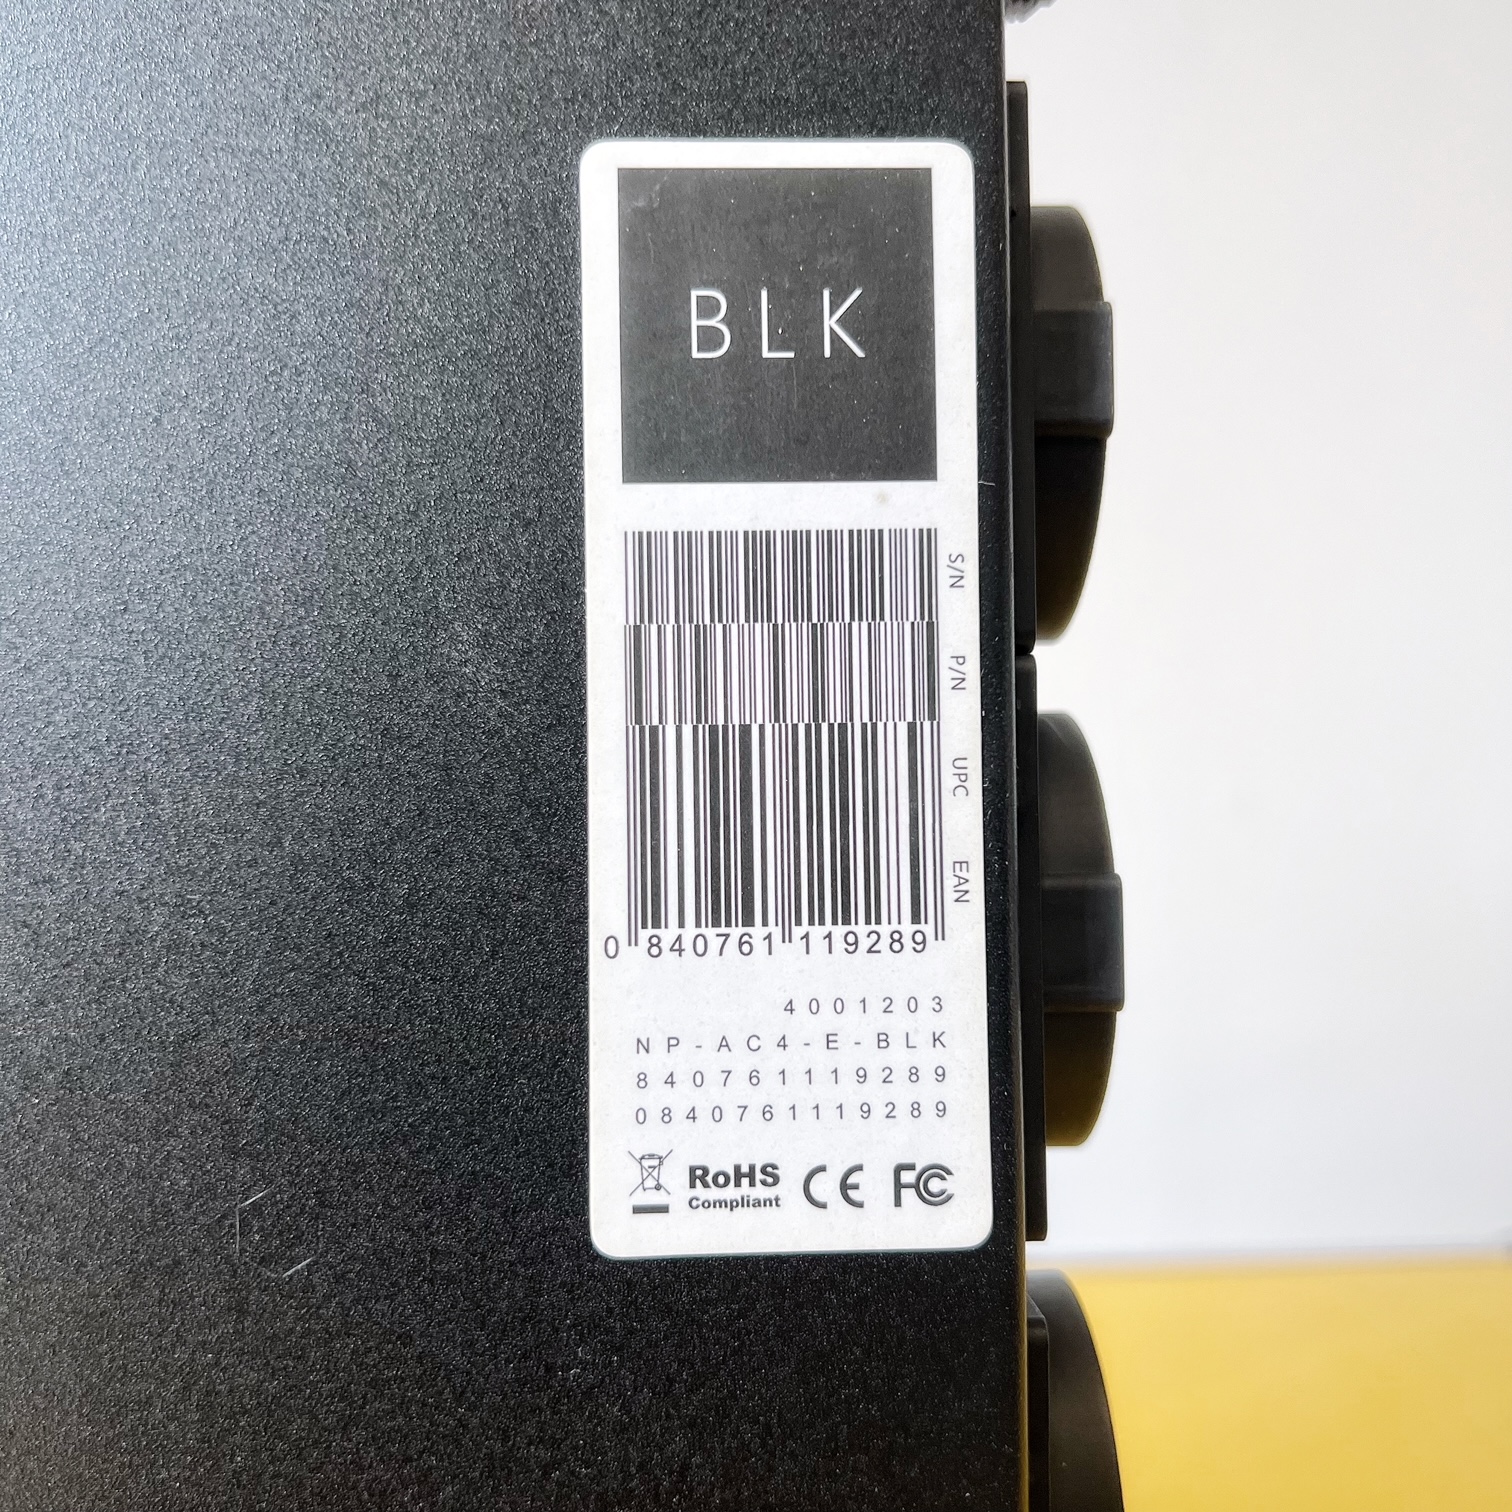 BLK
S/N
P/N
UPC
EAN
0 840761 119289
4001203
NP-AC4-E-BLK
840761119289
0840761119289
RoHS
Compliant
CE FC